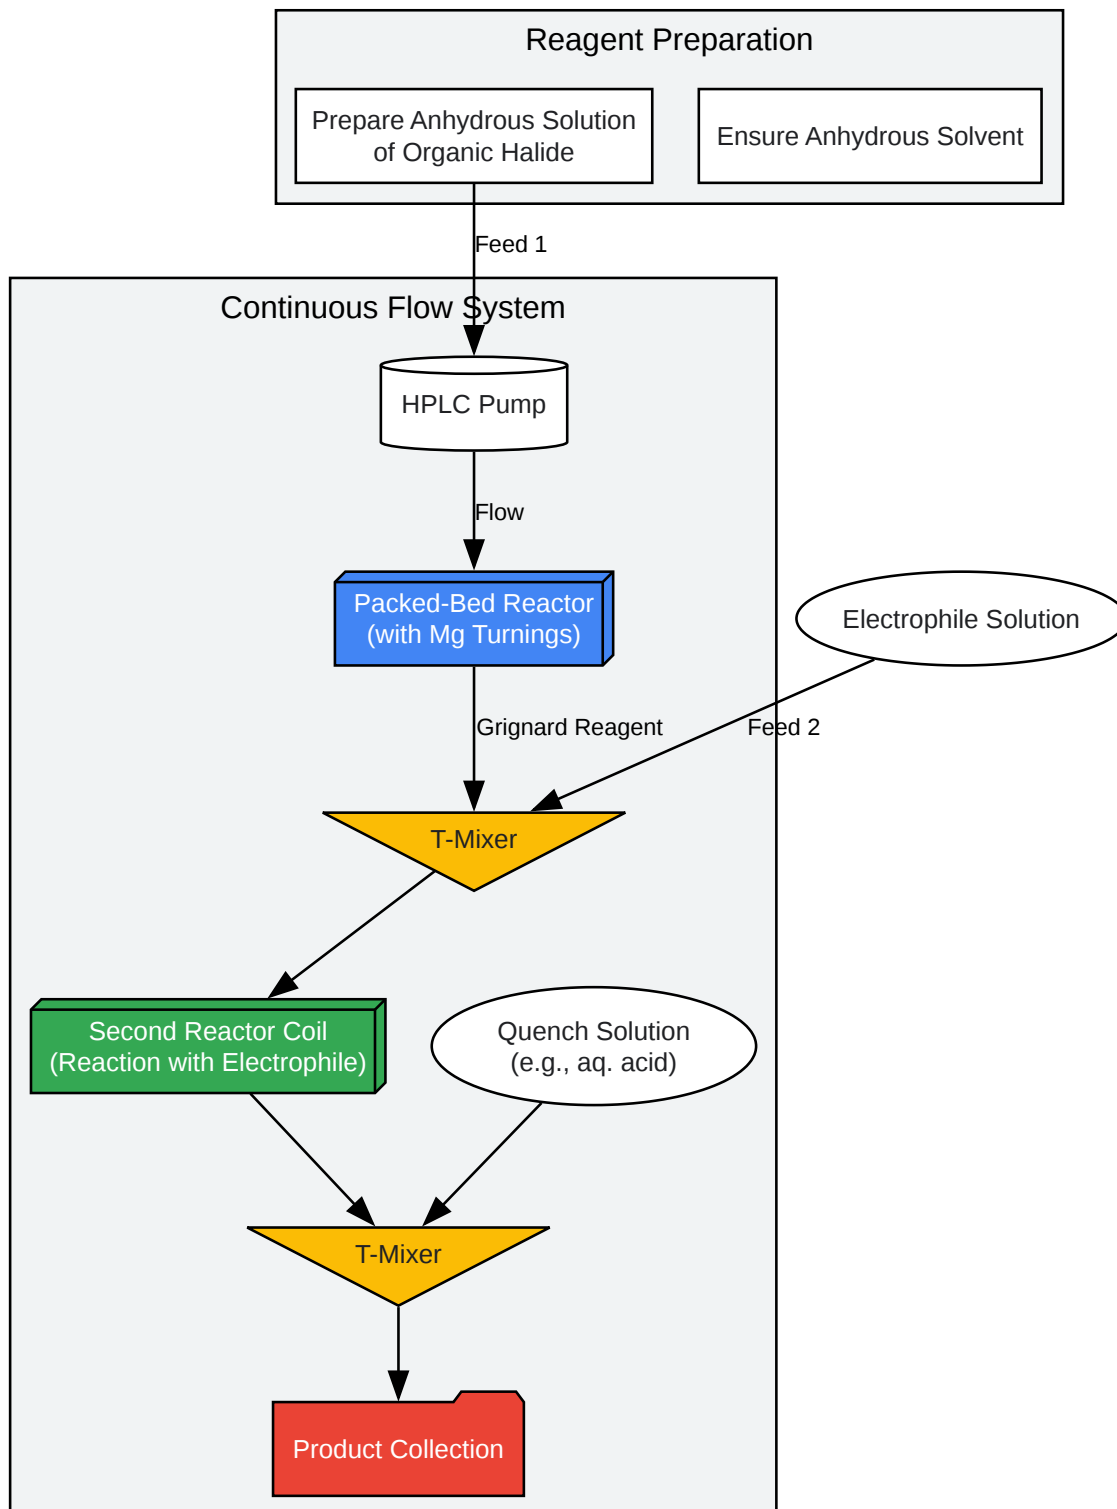 Reagent Preparation
Prepare Anhydrous Solution
of Organic Halide
Ensure Anhydrous Solvent
Feed 1
Continuous Flow System
HPLC Pump
Flow
Packed-Bed Reactor
(with Mg Turnings)
Electrophile Solution
Grignard Reagent
Feed 2
T-Mixer
Second Reactor Coil
(Reaction with Electrophile)
Quench Solution
(e.g., aq. acid)
T-Mixer
Product Collection